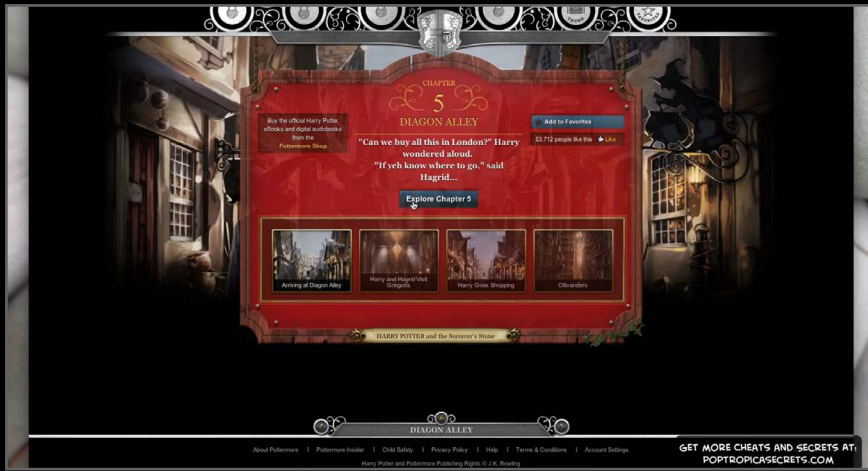 CHAPTER
5
DIAGON ALLEY
Buy the official Harry Potter
eBooks and digital audiobooks
from the
Pottermore Shop
"Can we buy all this in London?" Harry
wondered aloud.
"If yeh know where to go," said
Hagrid...
Add to Favorites
53,712 people like this Like
Explore Chapter 5
Arriving at Diagon Alley
Harry and Hagrid Visit
Gringotts
Harry Goes Shopping
Ollivanders
HARRY POTTER and the Sorcerer's Stone
DIAGON ALLEY
About Pottermore | Pottermore Insider | Child Safety | Privacy Policy | Help | Terms & Conditions | Account Settings
Harry Potter and Pottermore Publishing Rights © J.K. Rowling
GET MORE CHEATS AND SECRETS AT:
POPTROPICASECRETS.COM